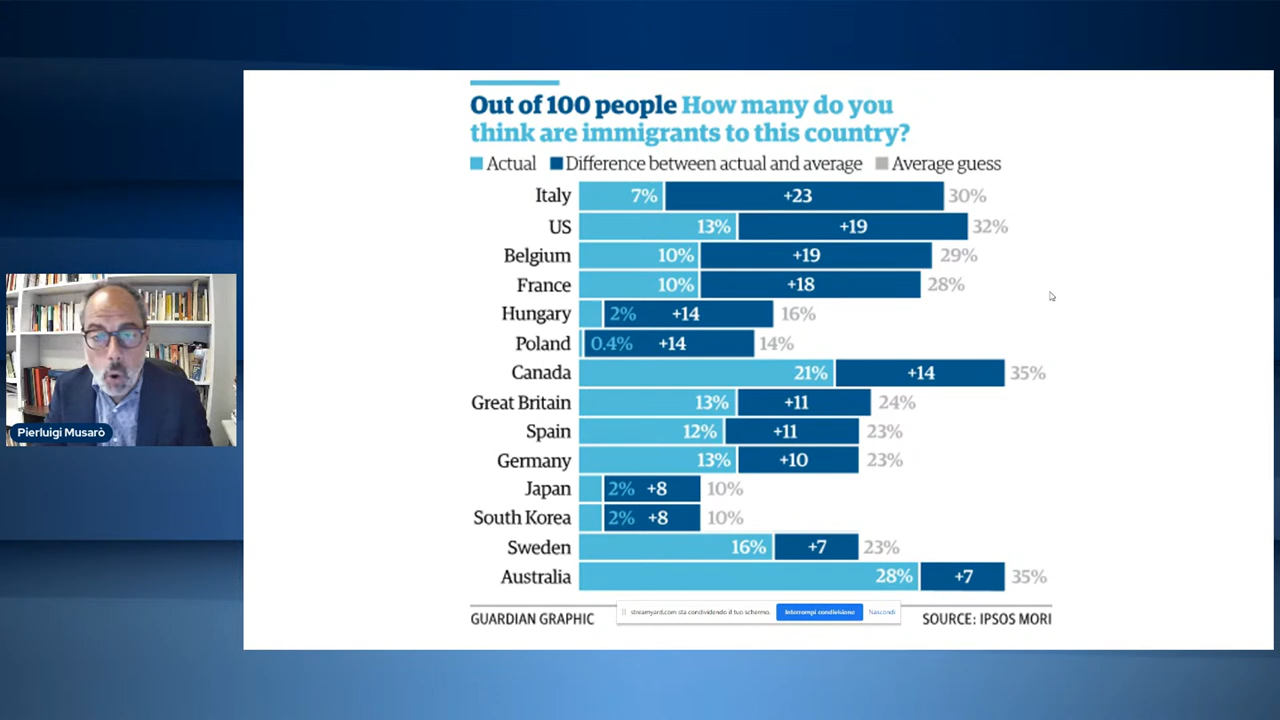 Out of 100 people How many do you
think are immigrants to this country?
Actual Difference between actual and average Average guess
Italy 7% +23 30%
US 13% +19 32%
Belgium 10% +19 29%
France 10% +18 28%
Hungary 2% +14 16%
Poland 0.4% +14 14%
Canada 21% +14 35%
Great Britain 13% +11 24%
Spain 12% +11 23%
Germany 13% +10 23%
Japan 2% +8 10%
South Korea 2% +8 10%
Sweden 16% +7 23%
Australia 28% +7 35%
Pierluigi Musarò
streamyard.com sta condividendo il tuo schermo. Interrompi condivisione Nascondi
GUARDIAN GRAPHIC SOURCE: IPSOS MORI